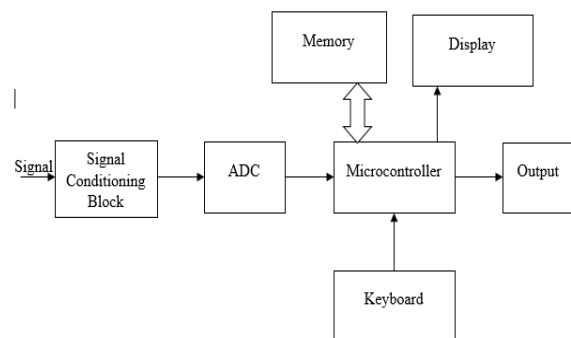 Memory
Display
Signal
Signal
Conditioning
Block
ADC
Microcontroller
Output
Keyboard